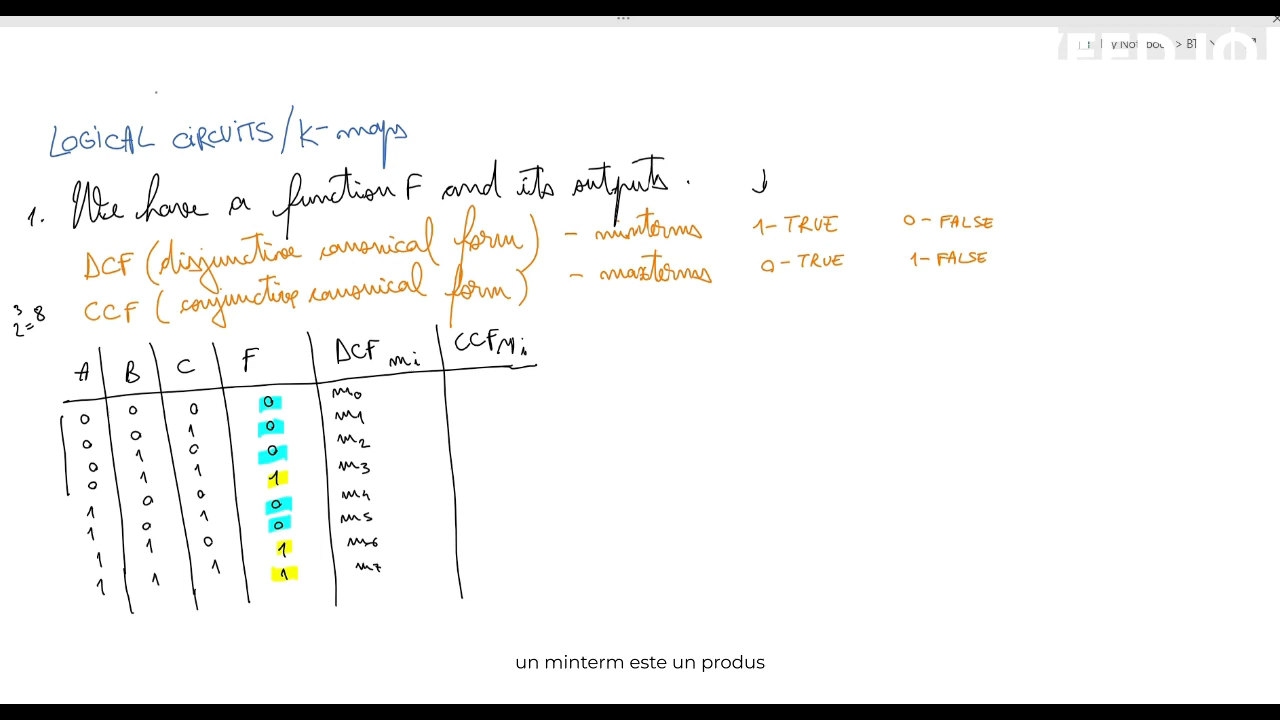 My Notebook > BT
LOGICAL CIRCUITS / K-maps
1. We have a function F and its outputs. ↓
DCF (disjunctive canonical form) - minterms 1- TRUE 0- FALSE
CCF (conjunctive canonical form) - maxterms 0- TRUE 1- FALSE
2³=8
A B C F DCF mi CCF Mi
0 0 0 0 m0
0 0 1 0 m1
0 1 0 0 m2
0 1 1 1 m3
1 0 0 0 m4
1 0 1 0 m5
1 1 0 1 m6
1 1 1 1 m7
un minterm este un produs